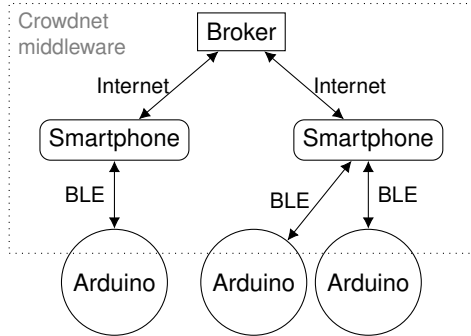 Crowdnet
middleware
Broker
Internet
Internet
Smartphone
Smartphone
BLE
BLE
BLE
Arduino
Arduino
Arduino